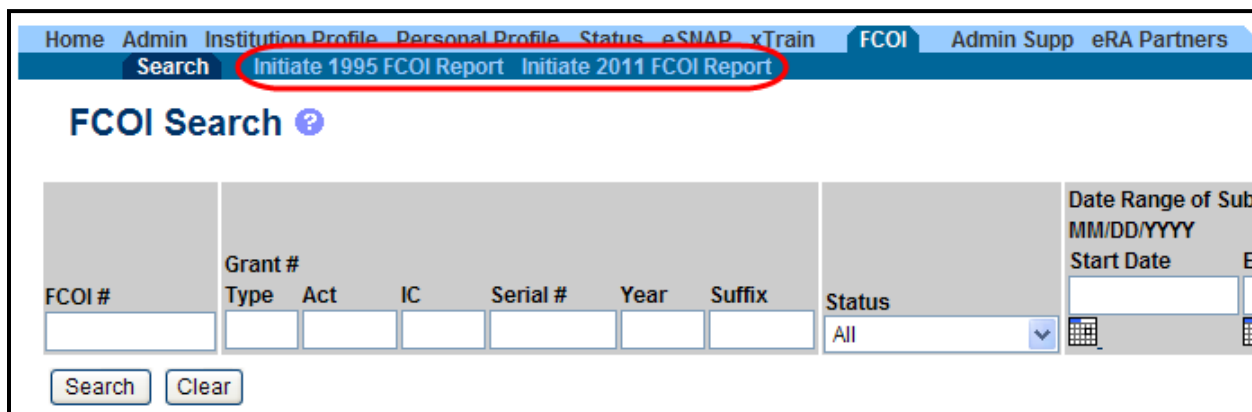 Home Admin Institution Profile Personal Profile Status eSNAP xTrain FCOI Admin Supp eRA Partners
Search Initiate 1995 FCOI Report Initiate 2011 FCOI Report
FCOI Search ?
Date Range of Sub
MM/DD/YYYY
Grant # Start Date E
FCOI # Type Act IC Serial # Year Suffix Status
All
Search Clear